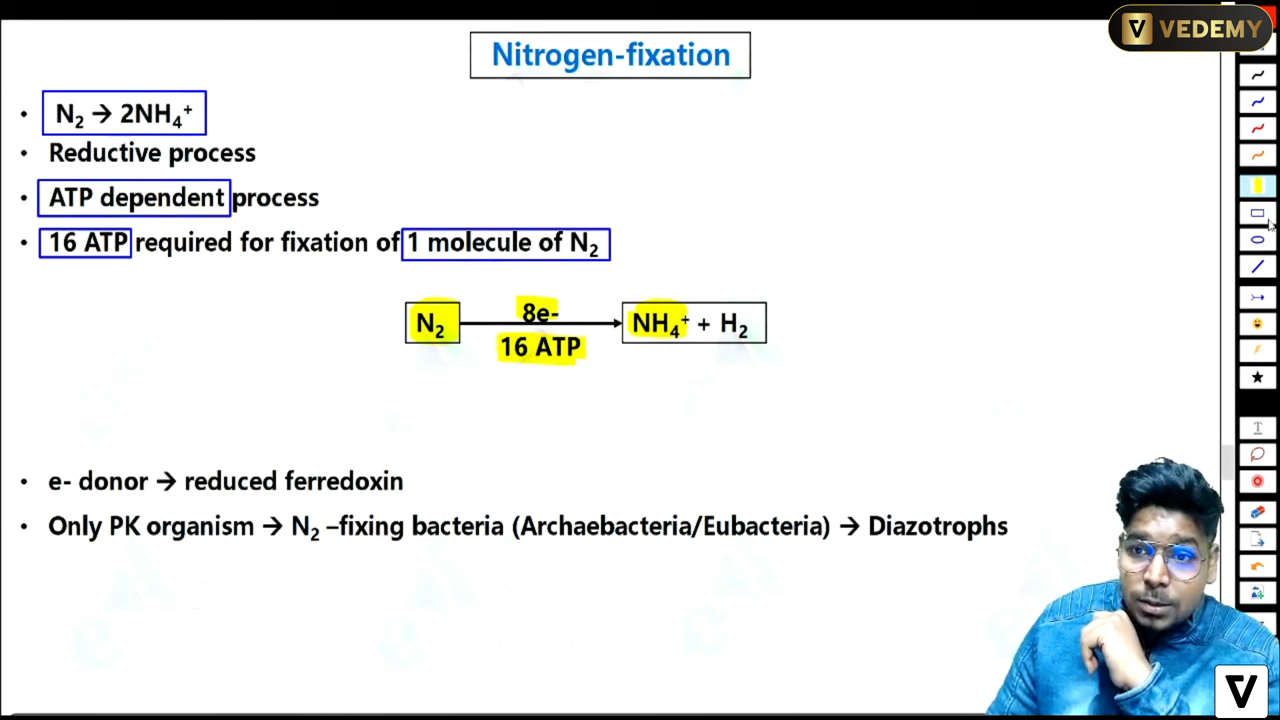 VEDEMY
Nitrogen-fixation
• N₂ → 2NH₄⁺
• Reductive process
• ATP dependent process
• 16 ATP required for fixation of 1 molecule of N₂
8e-
N₂ → NH₄⁺ + H₂
16 ATP
• e- donor → reduced ferredoxin
• Only PK organism → N₂ –fixing bacteria (Archaebacteria/Eubacteria) → Diazotrophs